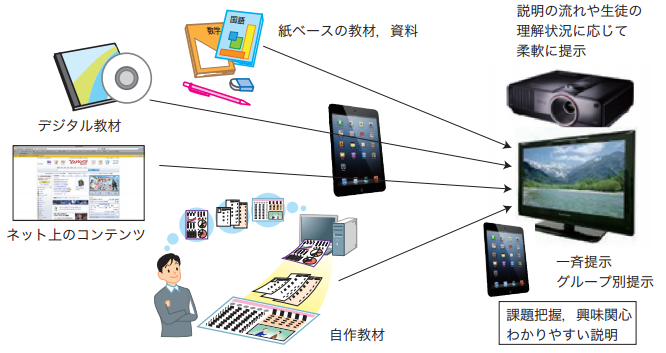 国語
数学
紙ベースの教材，資料
説明の流れや生徒の
理解状況に応じて
柔軟に提示
デジタル教材
YAHOO!
ネット上のコンテンツ
自作教材
一斉提示
グループ別提示
課題把握，興味関心
わかりやすい説明